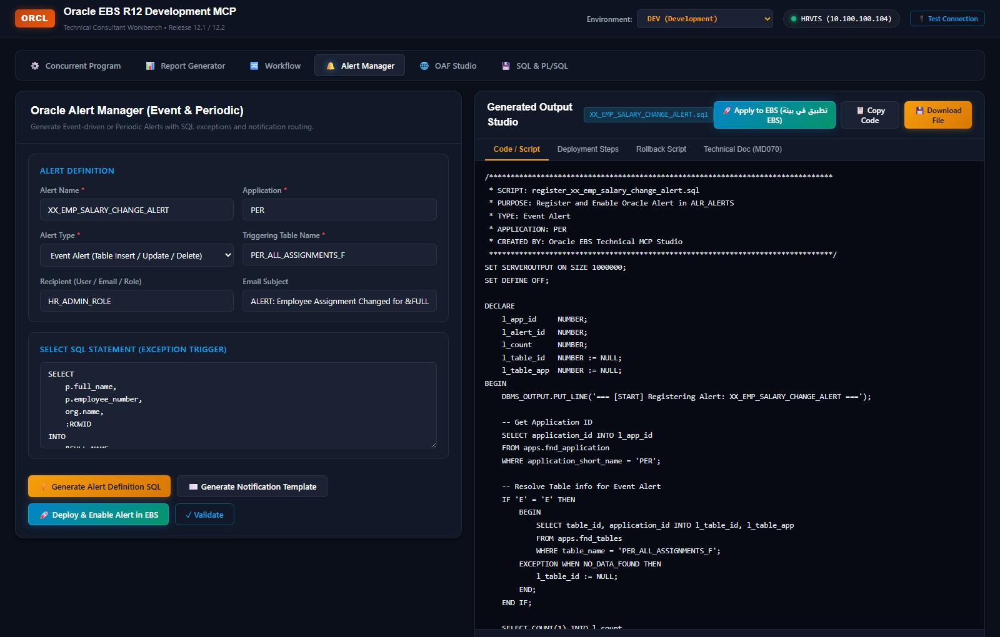 ORCL
Oracle EBS R12 Development MCP
Technical Consultant Workbench • Release 12.1 / 12.2
Environment:
DEV (Development)
HRVIS (10.100.100.104)
Test Connection
Concurrent Program
Report Generator
Workflow
Alert Manager
OAF Studio
SQL & PL/SQL
Oracle Alert Manager (Event & Periodic)
Generate Event-driven or Periodic Alerts with SQL exceptions and notification routing.
ALERT DEFINITION
Alert Name *
Application *
XX_EMP_SALARY_CHANGE_ALERT
PER
Alert Type *
Triggering Table Name *
Event Alert (Table Insert / Update / Delete)
PER_ALL_ASSIGNMENTS_F
Recipient (User / Email / Role)
Email Subject
HR_ADMIN_ROLE
ALERT: Employee Assignment Changed for &FULL
SELECT SQL STATEMENT (EXCEPTION TRIGGER)
SELECT
    p.full_name,
    p.employee_number,
    org.name,
    :ROWID
INTO
Generate Alert Definition SQL
Generate Notification Template
Deploy & Enable Alert in EBS
✓ Validate
Generated Output
Studio
XX_EMP_SALARY_CHANGE_ALERT.sql
Apply to EBS (تطبيق في بيئة
EBS)
Copy
Code
Download
File
Code / Script
Deployment Steps
Rollback Script
Technical Doc (MD070)
/********************************************************************************
 * SCRIPT: register_xx_emp_salary_change_alert.sql
 * PURPOSE: Register and Enable Oracle Alert in ALR_ALERTS
 * TYPE: Event Alert
 * APPLICATION: PER
 * CREATED BY: Oracle EBS Technical MCP Studio
 ********************************************************************************/
SET SERVEROUTPUT ON SIZE 1000000;
SET DEFINE OFF;
DECLARE
    l_app_id     NUMBER;
    l_alert_id   NUMBER;
    l_count      NUMBER;
    l_table_id   NUMBER := NULL;
    l_table_app  NUMBER := NULL;
BEGIN
    DBMS_OUTPUT.PUT_LINE('=== [START] Registering Alert: XX_EMP_SALARY_CHANGE_ALERT ===');
    -- Get Application ID
    SELECT application_id INTO l_app_id
    FROM apps.fnd_application
    WHERE application_short_name = 'PER';
    -- Resolve Table info for Event Alert
    IF 'E' = 'E' THEN
        BEGIN
            SELECT table_id, application_id INTO l_table_id, l_table_app
            FROM apps.fnd_tables
            WHERE table_name = 'PER_ALL_ASSIGNMENTS_F';
        EXCEPTION WHEN NO_DATA_FOUND THEN
            l_table_id := NULL;
        END;
    END IF;
    SELECT COUNT(1) INTO l_count